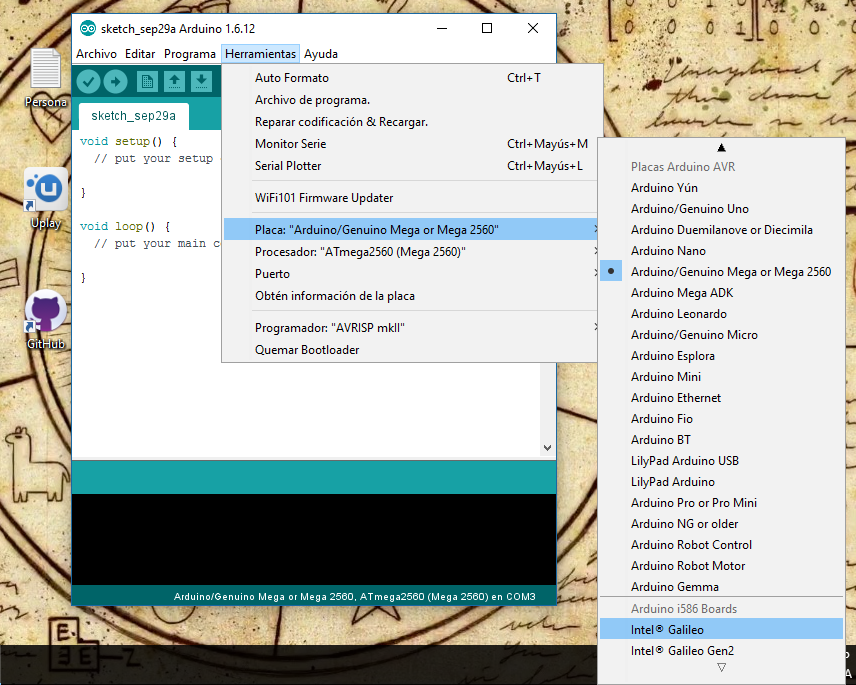 sketch_sep29a Arduino 1.6.12
Archivo Editar Programa Herramientas Ayuda
Persona
Uplay
GitHub
sketch_sep29a
void setup() {
// put your setup
}
void loop() {
// put your main co
}
Auto Formato Ctrl+T
Archivo de programa.
Reparar codificación & Recargar.
Monitor Serie Ctrl+Mayús+M
Serial Plotter Ctrl+Mayús+L
WiFi101 Firmware Updater
Placa: "Arduino/Genuino Mega or Mega 2560"
Procesador: "ATmega2560 (Mega 2560)"
Puerto
Obtén información de la placa
Programador: "AVRISP mkII"
Quemar Bootloader
Placas Arduino AVR
Arduino Yún
Arduino/Genuino Uno
Arduino Duemilanove or Diecimila
Arduino Nano
Arduino/Genuino Mega or Mega 2560
Arduino Mega ADK
Arduino Leonardo
Arduino/Genuino Micro
Arduino Esplora
Arduino Mini
Arduino Ethernet
Arduino Fio
Arduino BT
LilyPad Arduino USB
LilyPad Arduino
Arduino Pro or Pro Mini
Arduino NG or older
Arduino Robot Control
Arduino Robot Motor
Arduino Gemma
Arduino i586 Boards
Intel® Galileo
Intel® Galileo Gen2
Arduino/Genuino Mega or Mega 2560, ATmega2560 (Mega 2560) en COM3